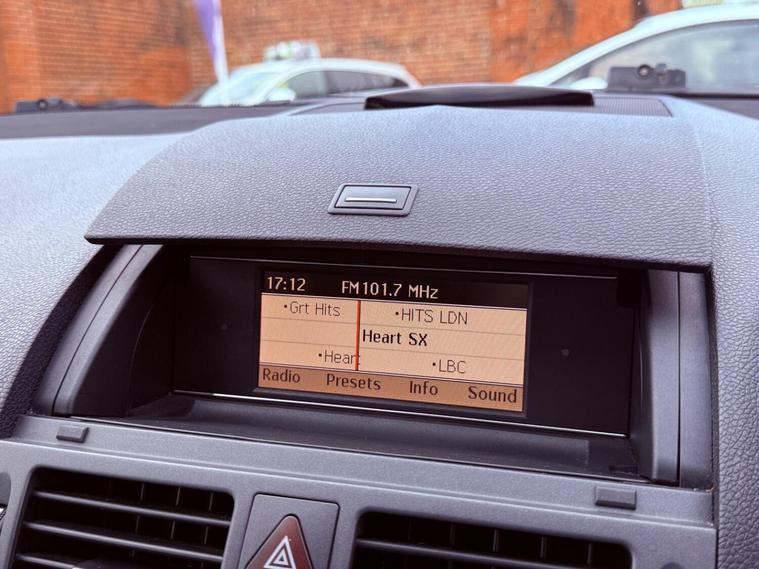 17:12 FM 101.7 MHz
•Grt Hits •HITS LDN
Heart SX
•Heart •LBC
Radio Presets Info Sound